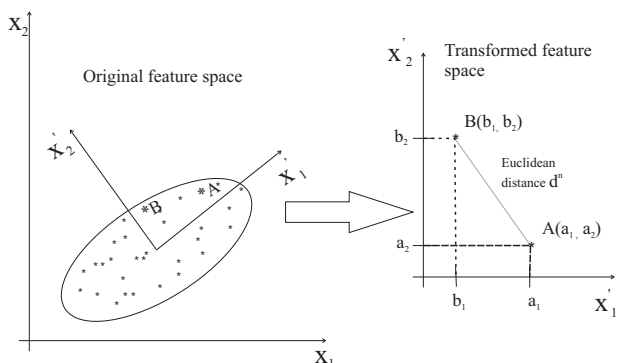 X2
Original feature space
X'2
X'1
*B
*A
X1
X'2
Transformed feature
space
b2
B(b1, b2)
Euclidean
distance dⁿ
A(a1, a2)
a2
b1
a1
X'1